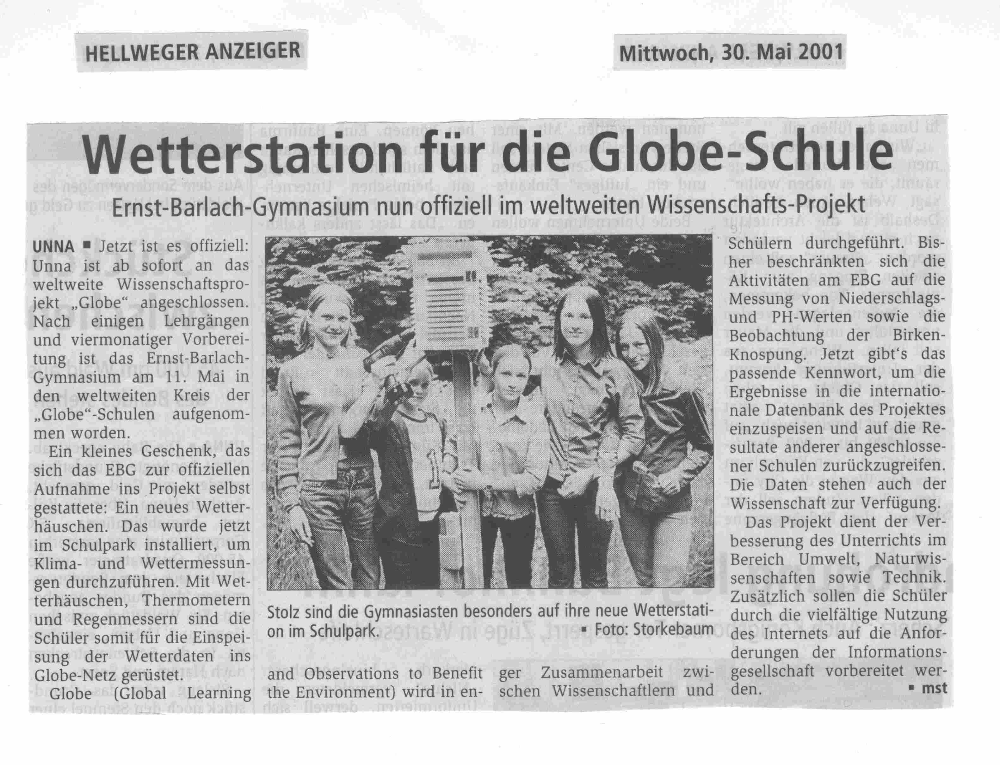 HELLWEGER ANZEIGER
Mittwoch, 30. Mai 2001
Wetterstation für die Globe-Schule
Ernst-Barlach-Gymnasium nun offiziell im weltweiten Wissenschafts-Projekt
UNNA ▪ Jetzt ist es offiziell:
Unna ist ab sofort an das
weltweite Wissenschaftspro-
jekt „Globe“ angeschlossen.
Nach einigen Lehrgängen
und viermonatiger Vorberei-
tung ist das Ernst-Barlach-
Gymnasium am 11. Mai in
den weltweiten Kreis der
„Globe“-Schulen aufgenom-
men worden.
Ein kleines Geschenk, das
sich das EBG zur offiziellen
Aufnahme ins Projekt selbst
gestattete: Ein neues Wetter-
häuschen. Das wurde jetzt
im Schulpark installiert, um
Klima- und Wettermessun-
gen durchzuführen. Mit Wet-
terhäuschen, Thermometern
und Regenmessern sind die
Schüler somit für die Einspei-
sung der Wetterdaten ins
Globe-Netz gerüstet.
Globe (Global Learning
Stolz sind die Gymnasiasten besonders auf ihre neue Wetterstati-
on im Schulpark. ▪ Foto: Storkebaum
and Observations to Benefit
the Environment) wird in en-
ger Zusammenarbeit zwi-
schen Wissenschaftlern und
Schülern durchgeführt. Bis-
her beschränkten sich die
Aktivitäten am EBG auf die
Messung von Niederschlags-
und PH-Werten sowie die
Beobachtung der Birken-
Knospung. Jetzt gibt‘s das
passende Kennwort, um die
Ergebnisse in die internatio-
nale Datenbank des Projektes
einzuspeisen und auf die Re-
sultate anderer angeschlosse-
ner Schulen zurückzugreifen.
Die Daten stehen auch der
Wissenschaft zur Verfügung.
Das Projekt dient der Ver-
besserung des Unterrichts im
Bereich Umwelt, Naturwis-
senschaften sowie Technik.
Zusätzlich sollen die Schüler
durch die vielfältige Nutzung
des Internets auf die Anfor-
derungen der Informations-
gesellschaft vorbereitet wer-
den. ▪ mst